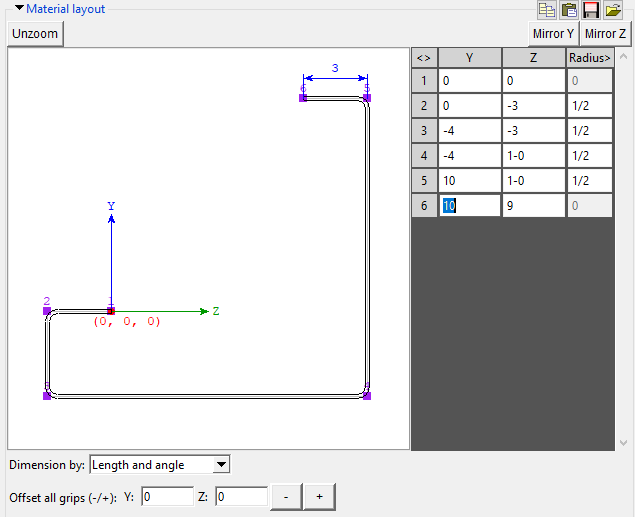 Material layout
Unzoom
Mirror Y
Mirror Z
<> Y Z Radius>
1 0 0 0
2 0 -3 1/2
3 -4 -3 1/2
4 -4 1-0 1/2
5 10 1-0 1/2
6 10 9 0
3
6 5
Y
2 1 Z
(0, 0, 0)
3 4
Dimension by: Length and angle
Offset all grips (-/+): Y: 0 Z: 0 - +